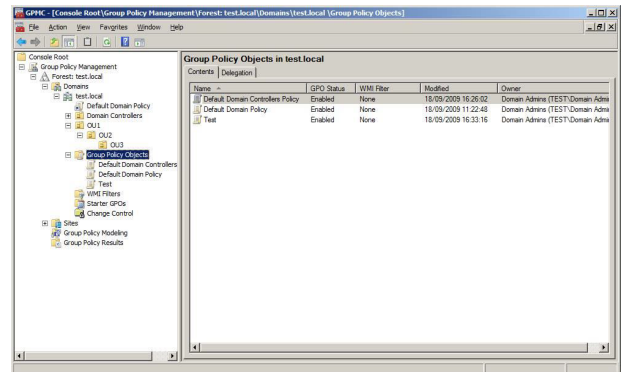 GPMC - [Console Root\Group Policy Management\Forest: test.local\Domains\test.local \Group Policy Objects]
File Action View Favorites Window Help
Console Root
Group Policy Management
Forest: test.local
Domains
test.local
Default Domain Policy
Domain Controllers
OU1
OU2
OU3
Group Policy Objects
Default Domain Controllers
Default Domain Policy
Test
WMI Filters
Starter GPOs
Change Control
Sites
Group Policy Modeling
Group Policy Results
Group Policy Objects in test.local
Contents Delegation
Name GPO Status WMI Filter Modified Owner
Default Domain Controllers Policy Enabled None 18/09/2009 16:26:02 Domain Admins (TEST\Domain Admi
Default Domain Policy Enabled None 18/09/2009 11:22:48 Domain Admins (TEST\Domain Admi
Test Enabled None 18/09/2009 16:33:16 Domain Admins (TEST\Domain Admi